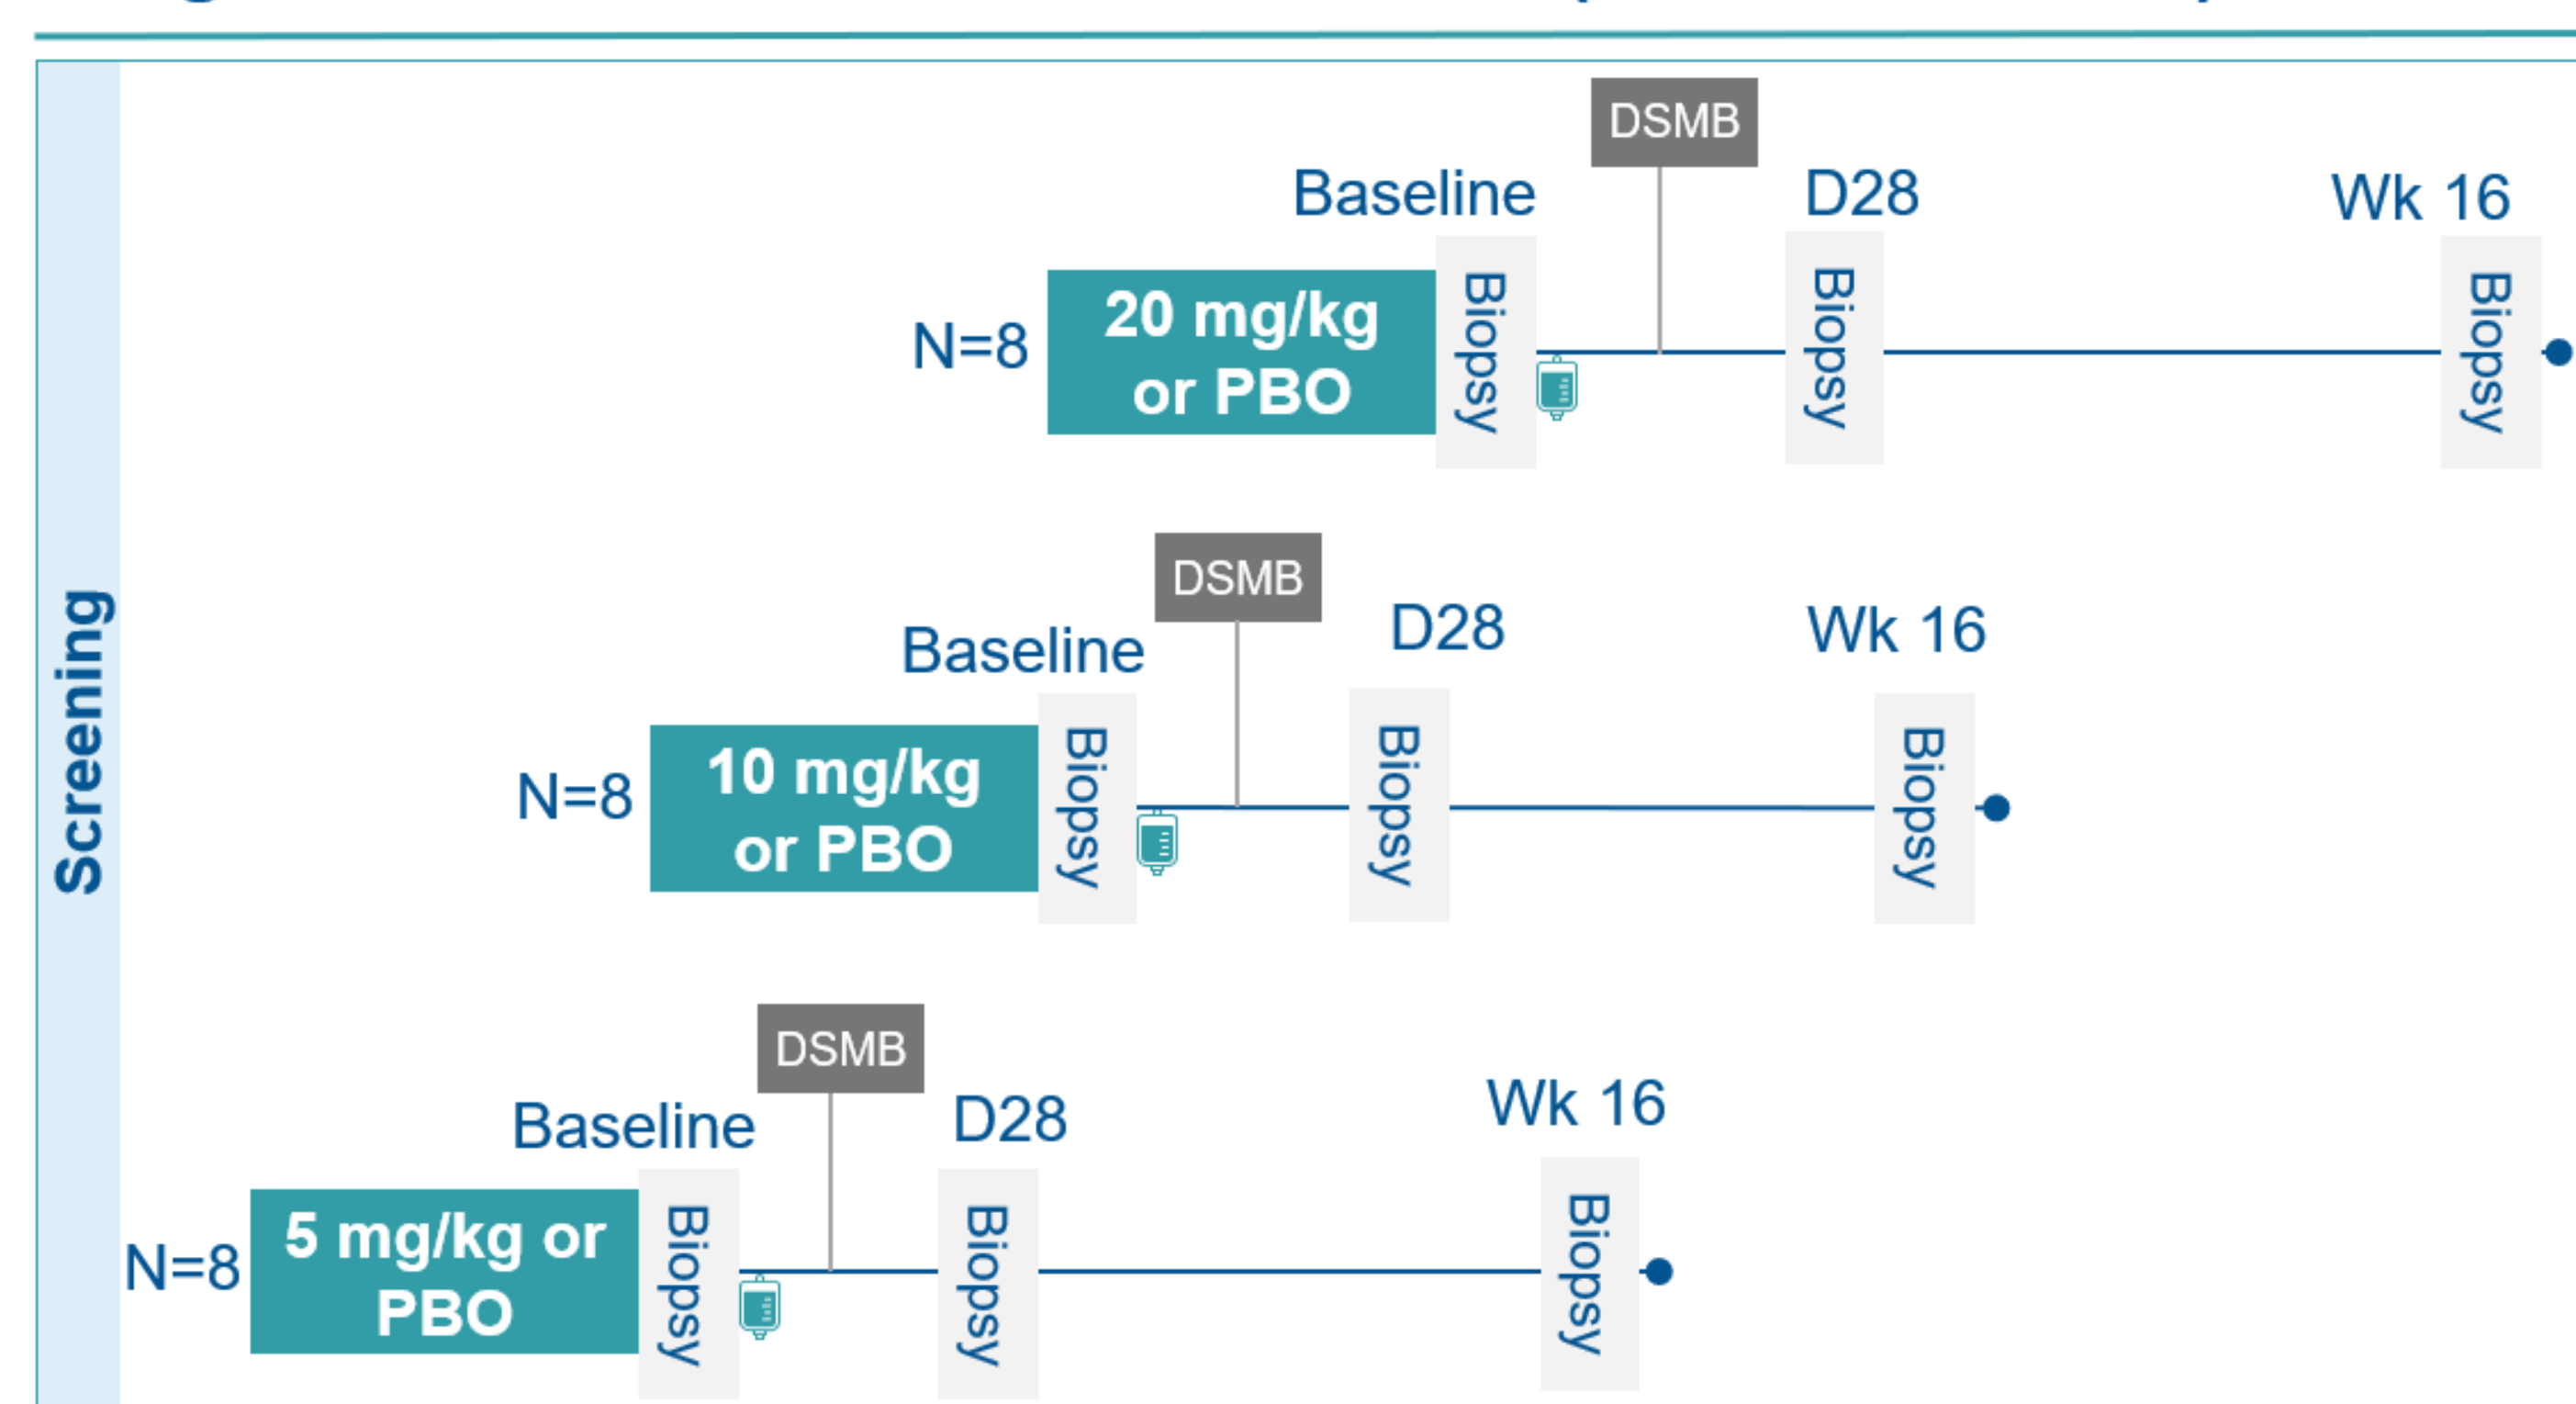 Screening
DSMB
Baseline
D28
Wk 16
N=8
20 mg/kg
or PBO
Biopsy
Biopsy
Biopsy
DSMB
Baseline
D28
Wk 16
N=8
10 mg/kg
or PBO
Biopsy
Biopsy
Biopsy
DSMB
Baseline
D28
Wk 16
N=8
5 mg/kg or
PBO
Biopsy
Biopsy
Biopsy